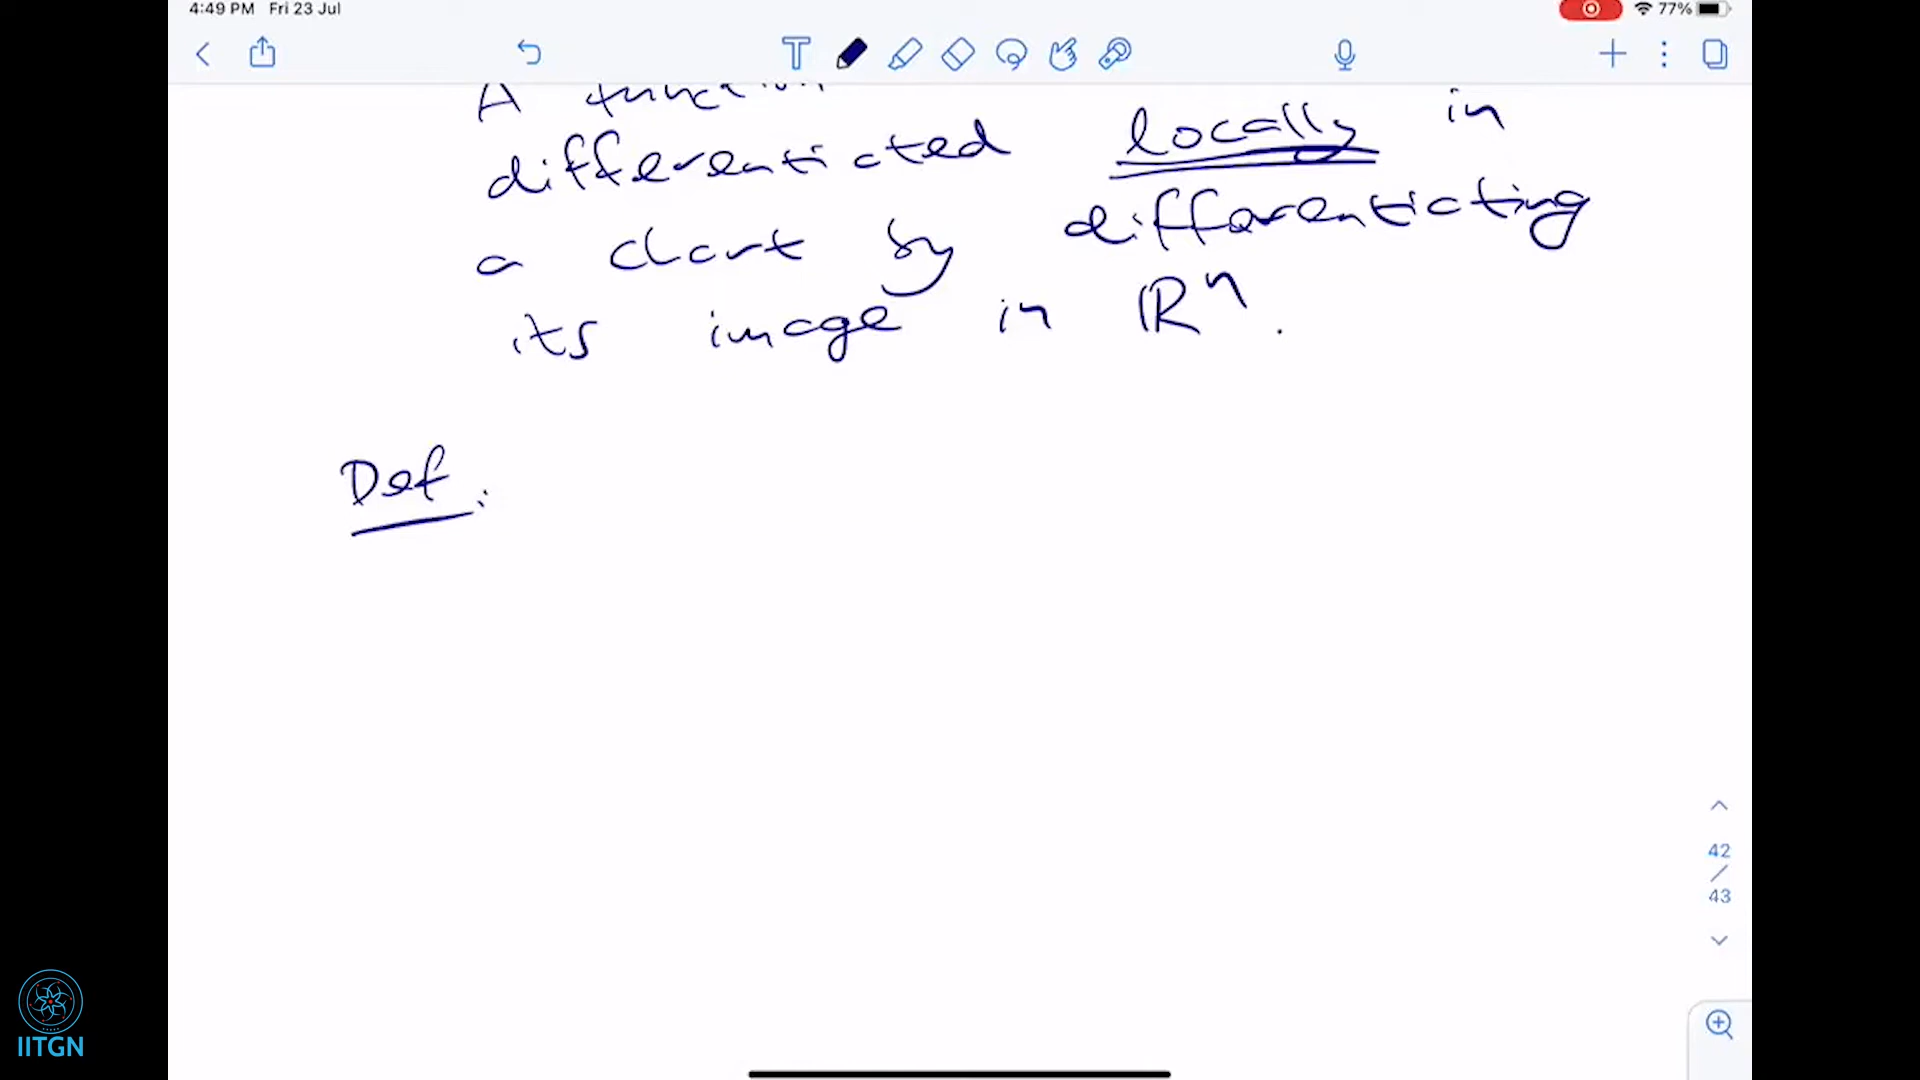 4:49 PM Fri 23 Jul
77%
A function
differentiated locally in
a chart by differentiating
its image in ℝⁿ.
Def:
42
/
43
IITGN